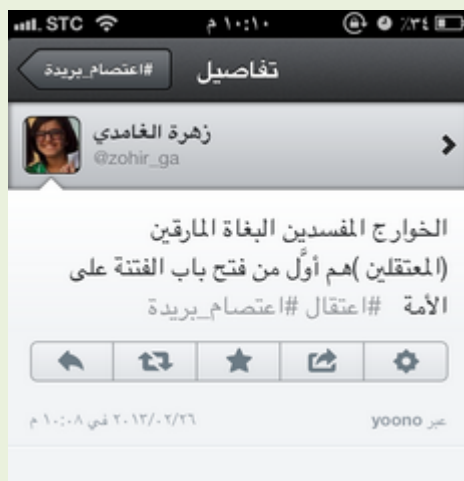 STC ١٠:١٠ م ٪٣٤
#اعتصام_بريدة تفاصيل
زهرة الغامدي
@zohir_ga
الخوارج المفسدين البغاة المارقين
(المعتقلين )هم أوَّل من فتح باب الفتنة على
الأمة #اعتقال #اعتصام_بريدة
٢٠١٣/٠٢/٢٦ في ١٠:٠٨ م عبر yoono